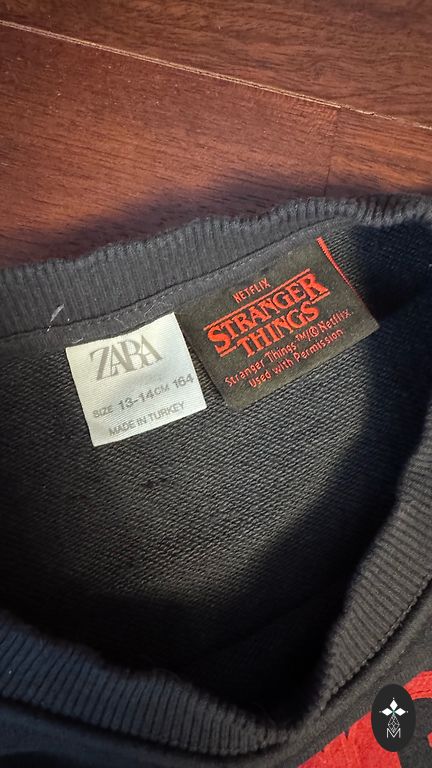 ZARA
SIZE 13-14 CM 164
MADE IN TURKEY
NETFLIX
STRANGER
THINGS
Stranger Things™/© Netflix.
Used with Permission